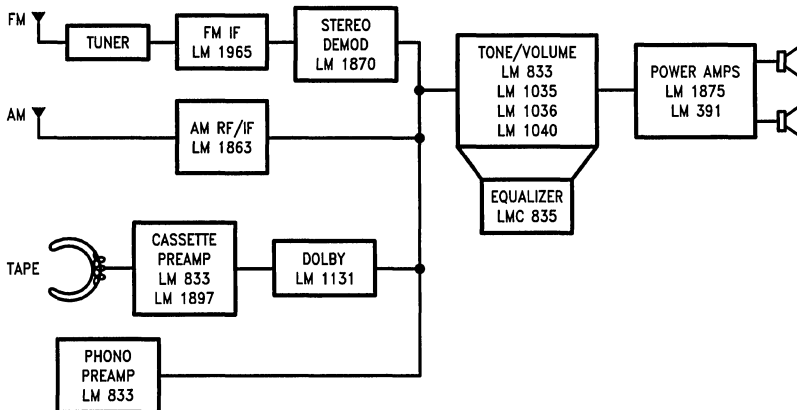 FM
TUNER
FM IF
LM 1965
STEREO
DEMOD
LM 1870
AM
AM RF/IF
LM 1863
TAPE
CASSETTE
PREAMP
LM 833
LM 1897
DOLBY
LM 1131
PHONO
PREAMP
LM 833
TONE/VOLUME
LM 833
LM 1035
LM 1036
LM 1040
EQUALIZER
LMC 835
POWER AMPS
LM 1875
LM 391